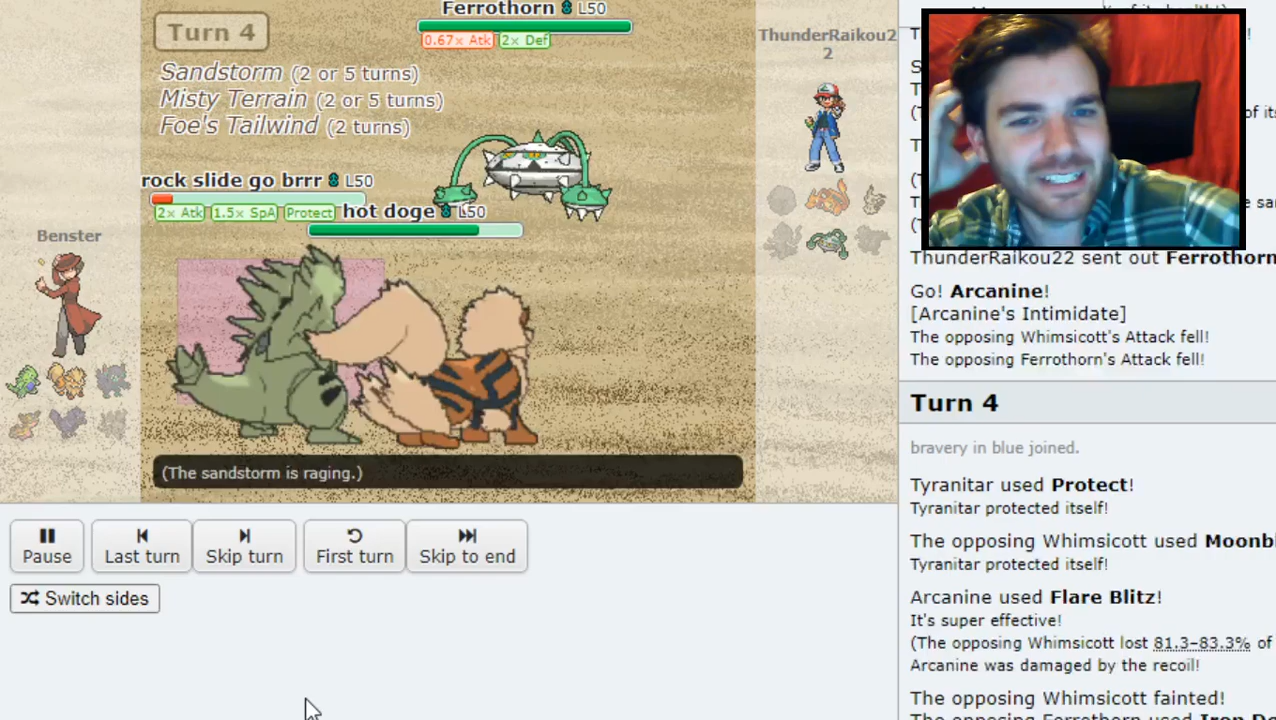 Turn 4
Ferrothorn L50
0.67× Atk 2× Def
Sandstorm (2 or 5 turns)
Misty Terrain (2 or 5 turns)
Foe's Tailwind (2 turns)
rock slide go brrr L50
2× Atk 1.5× SpA Protect
hot doge L50
Benster
ThunderRaikou2
2
(The sandstorm is raging.)
Pause
Last turn
Skip turn
First turn
Skip to end
Switch sides
ThunderRaikou22 sent out Ferrothorn
Go! Arcanine!
[Arcanine's Intimidate]
The opposing Whimsicott's Attack fell!
The opposing Ferrothorn's Attack fell!
Turn 4
bravery in blue joined.
Tyranitar used Protect!
Tyranitar protected itself!
The opposing Whimsicott used
Tyranitar protected itself!
Arcanine used Flare Blitz!
It's super effective!
(The opposing Whimsicott lost 81.3–83.3% of
Arcanine was damaged by the recoil!
The opposing Whimsicott fainted!
The opposing Ferrothorn used Iron